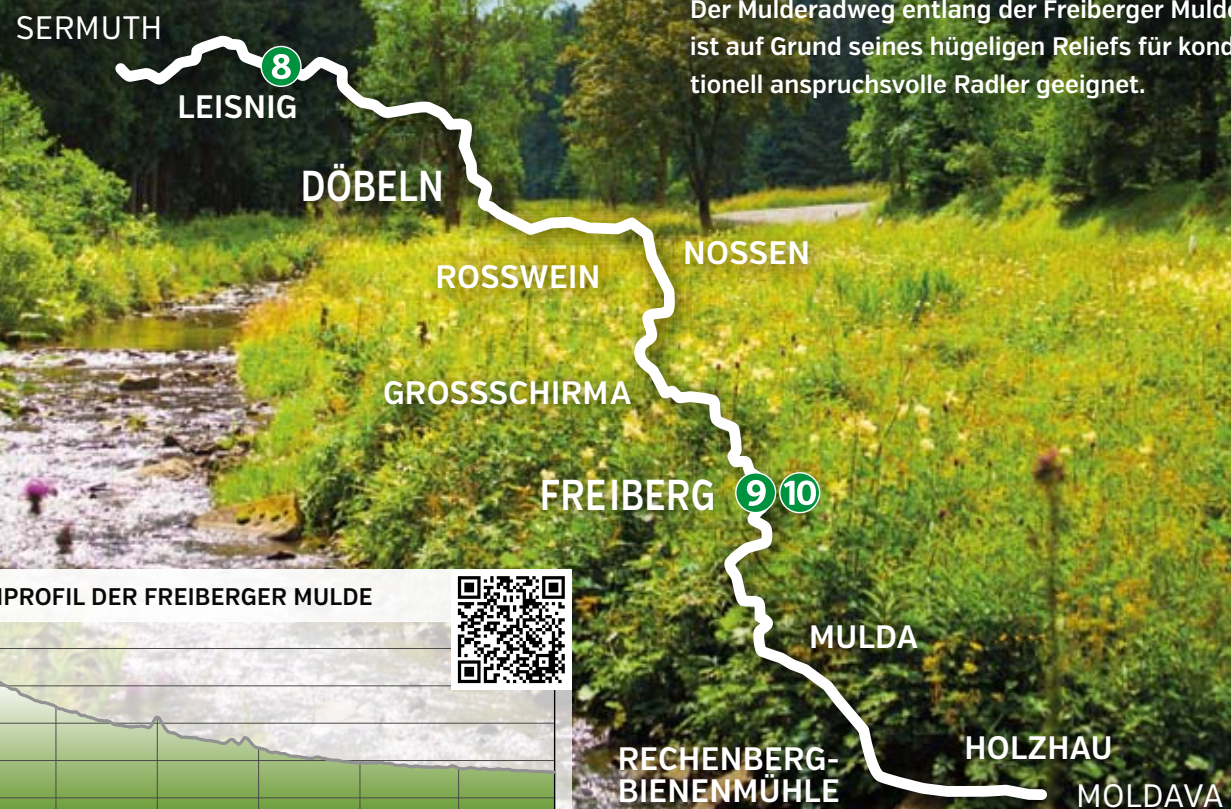 SERMUTH
Der Mulderadweg entlang der Freiberger Mulde
ist auf Grund seines hügeligen Reliefs für kond
tionell anspruchsvolle Radler geeignet.
8
LEISNIG
DÖBELN
NOSSEN
ROSSWEIN
GROSSSCHIRMA
FREIBERG 9 10
NPROFIL DER FREIBERGER MULDE
MULDA
HOLZHAU
RECHENBERG-
BIENENMÜHLE
MOLDAVA